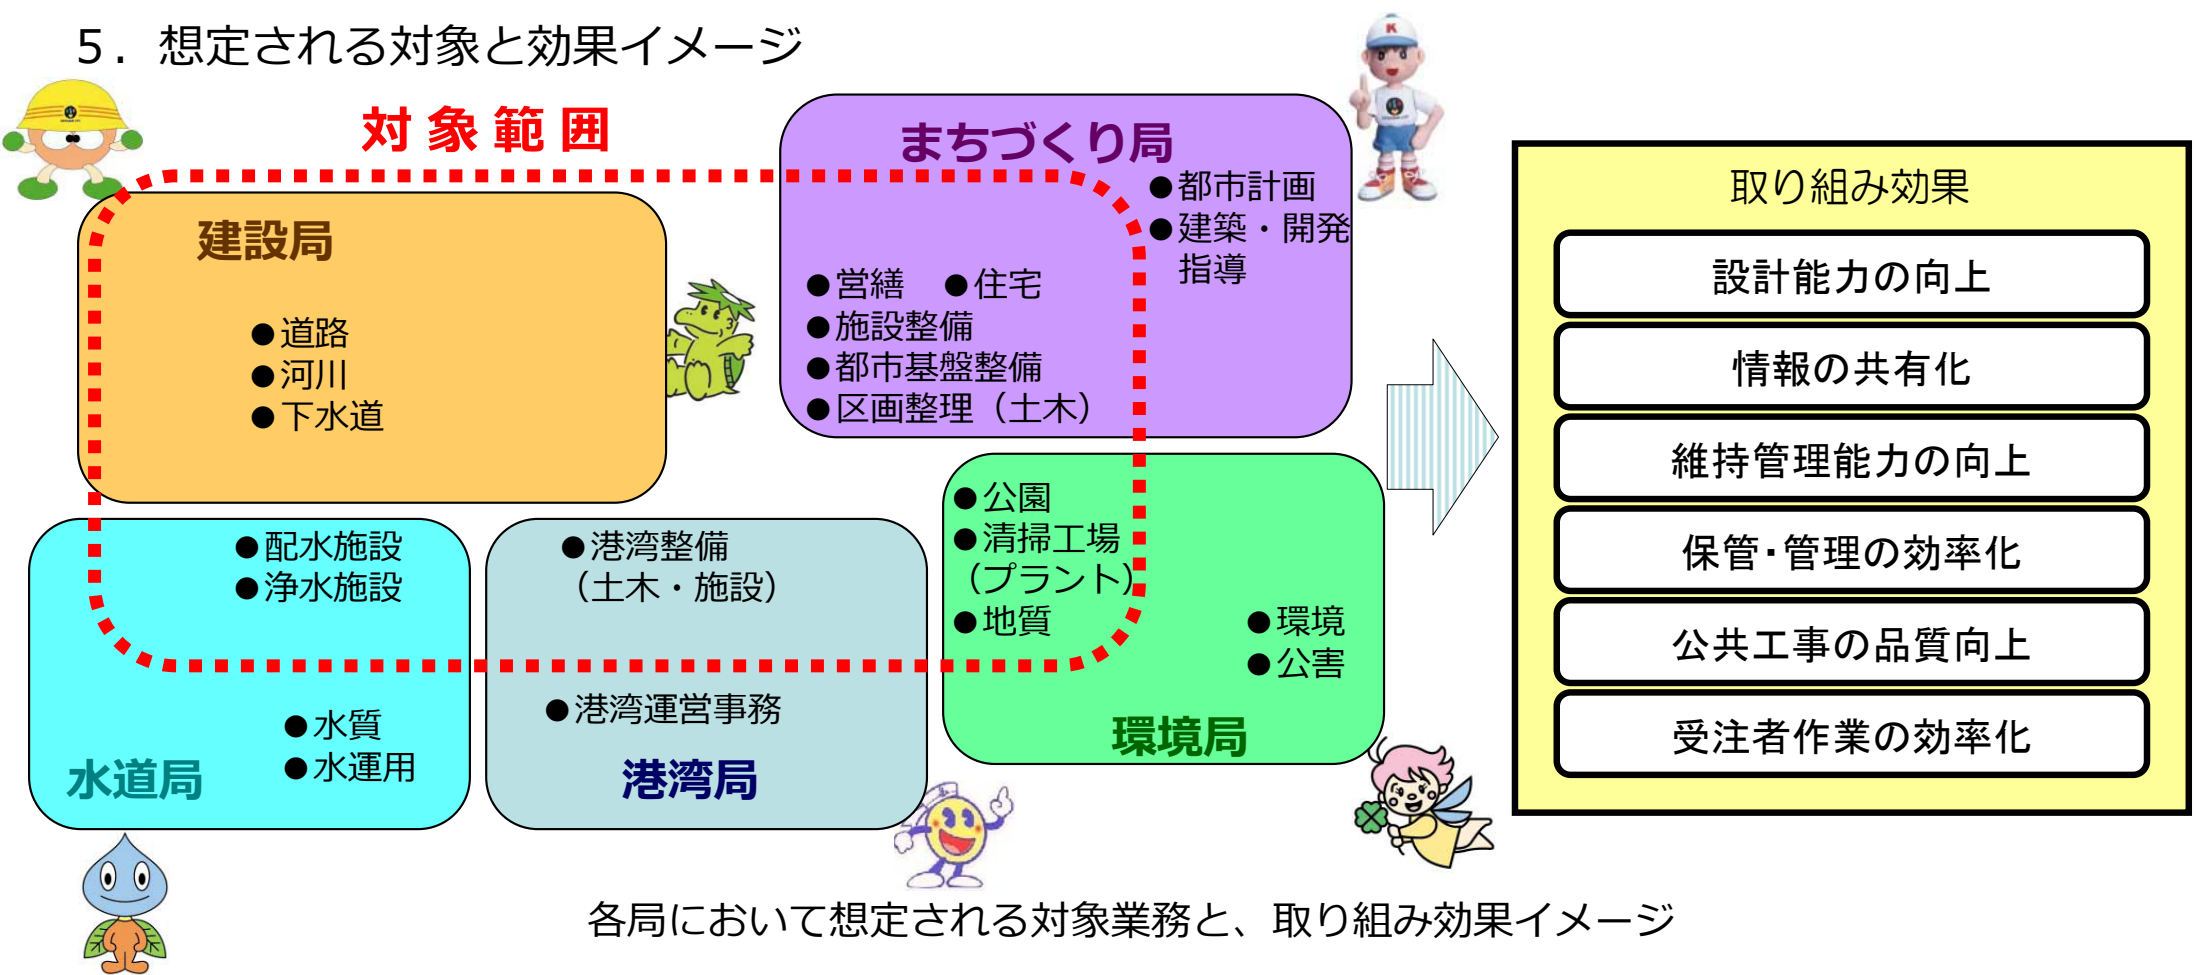 ５．想定される対象と効果イメージ
対象範囲
建設局
●道路
●河川
●下水道
まちづくり局
●都市計画
●建築・開発
指導
●営繕　●住宅
●施設整備
●都市基盤整備
●区画整理（土木）
水道局
●配水施設
●浄水施設
●水質
●水運用
港湾局
●港湾整備
（土木・施設）
●港湾運営事務
環境局
●公園
●清掃工場
（プラント）
●地質
●環境
●公害
取り組み効果
設計能力の向上
情報の共有化
維持管理能力の向上
保管・管理の効率化
公共工事の品質向上
受注者作業の効率化
K
各局において想定される対象業務と、取り組み効果イメージ